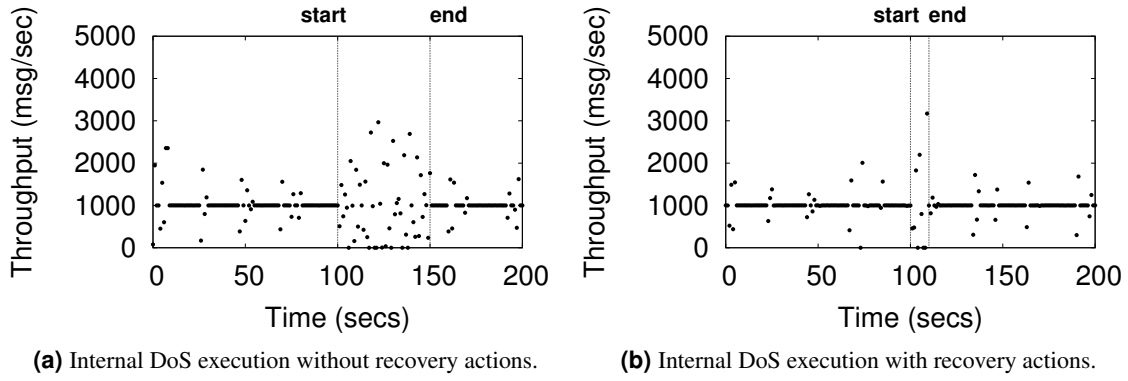 start end
5000
4000
3000
2000
1000
0
0 50 100 150 200
Throughput (msg/sec)
Time (secs)
(a) Internal DoS execution without recovery actions.
start end
5000
4000
3000
2000
1000
0
0 50 100 150 200
Throughput (msg/sec)
Time (secs)
(b) Internal DoS execution with recovery actions.